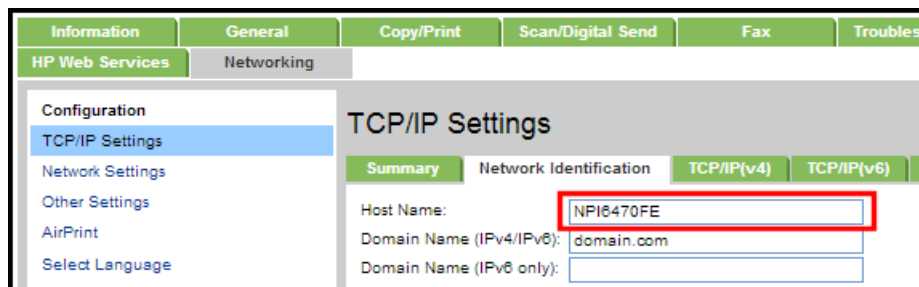 Information General Copy/Print Scan/Digital Send Fax Troubles
HP Web Services Networking
Configuration
TCP/IP Settings
Network Settings
Other Settings
AirPrint
Select Language
TCP/IP Settings
Summary Network Identification TCP/IP(v4) TCP/IP(v6)
Host Name: NPI6470FE
Domain Name (IPv4/IPv6): domain.com
Domain Name (IPv6 only):